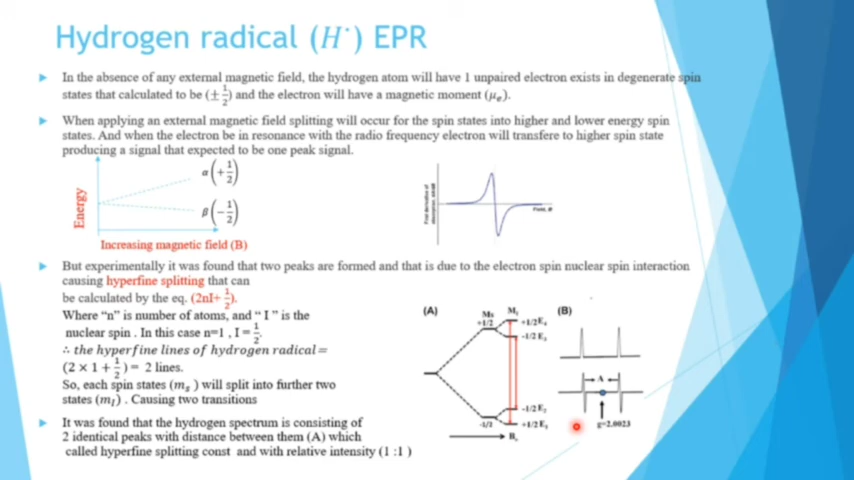 Hydrogen radical (H˙) EPR
In the absence of any external magnetic field, the hydrogen atom will have 1 unpaired electron exists in degenerate spin
states that calculated to be (± 1/2) and the electron will have a magnetic moment (μₑ).
When applying an external magnetic field splitting will occur for the spin states into higher and lower energy spin
states. And when the electron be in resonance with the radio frequency electron will transfere to higher spin state
producing a signal that expected to be one peak signal.
α (+ 1/2)
β (− 1/2)
Energy
Increasing magnetic field (B)
First derivative of
But experimentally it was found that two peaks are formed and that is due to the electron spin nuclear spin interaction
causing hyperfine splitting that can
be calculated by the eq. (2nI+ 1/2).
Where "n" is number of atoms, and " I " is the
nuclear spin . In this case n=1 , I = 1/2.
∴ the hyperfine lines of hydrogen radical=
(2 × 1 + 1/2)= 2 lines.
So, each spin states (mₛ ) will split into further two
states (m_I) . Causing two transitions
It was found that the hydrogen spectrum is consisting of
2 identical peaks with distance between them (A) which
called hyperfine splitting const and with relative intensity (1 :1 )
(A)
Ms
+1/2
M_I
+1/2 E₄
-1/2 E₃
-1/2 E₂
-1/2
+1/2 E₁
B
(B)
A
g=2.0023